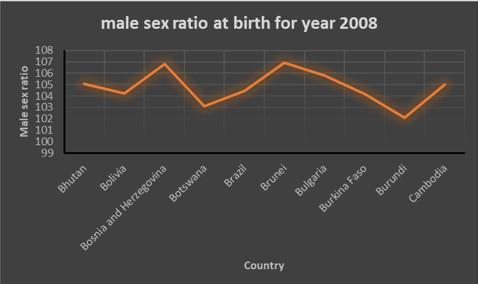 male sex ratio at birth for year 2008
Male sex ratio
108
107
106
105
104
103
102
101
100
99
Bhutan
Bolivia
Bosnia and Herzegovina
Botswana
Brazil
Brunei
Bulgaria
Burkina Faso
Burundi
Cambodia
Country